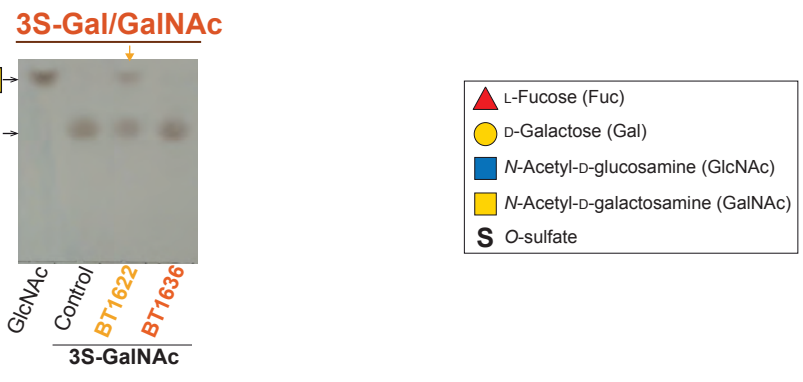 3S-Gal/GalNAc
GlcNAc
Control
BT1622
BT1636
3S-GalNAc
L-Fucose (Fuc)
D-Galactose (Gal)
N-Acetyl-D-glucosamine (GlcNAc)
N-Acetyl-D-galactosamine (GalNAc)
S O-sulfate